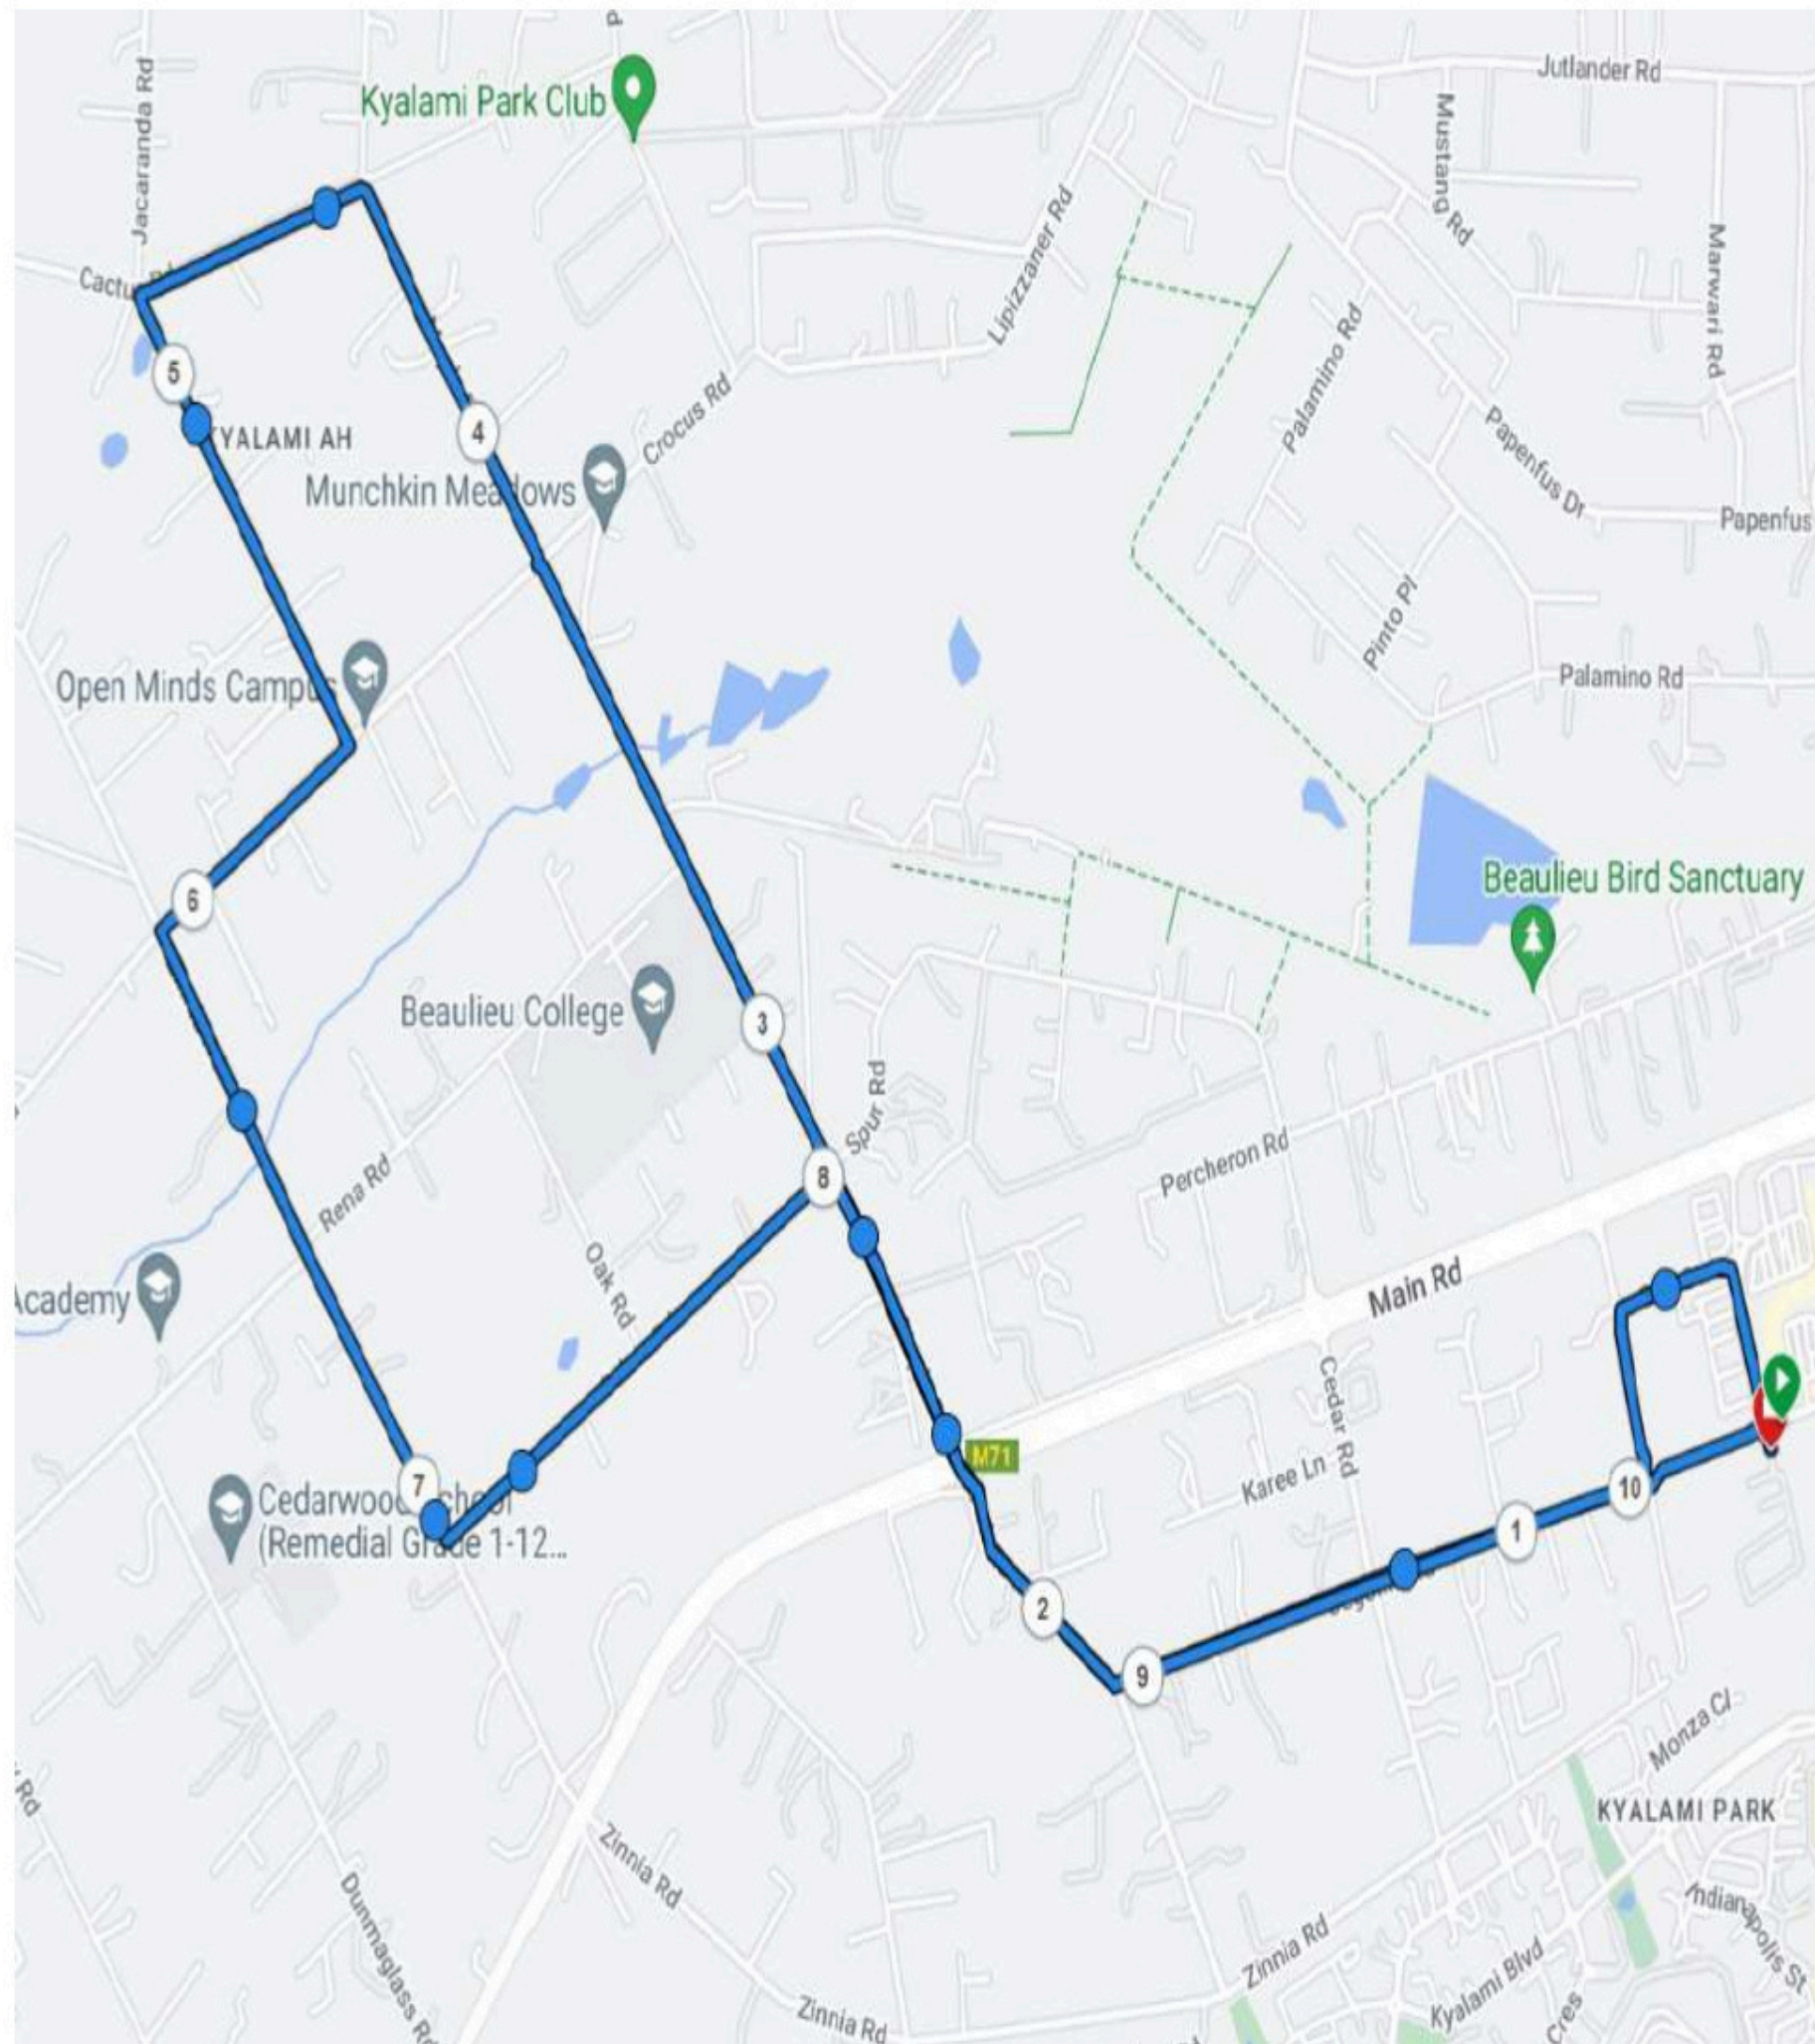 Jutlander Rd
Kyalami Park Club
Jacaranda Rd
Mustang Rd
Marwari Rd
Lipizzaner Rd
Palamino Rd
5
4
YALAMI AH
Crocus Rd
Munchkin Meadows
Papenfus Dr
Papenfus
Pinto Pl
Open Minds Campus
Palamino Rd
6
Beaulieu Bird Sanctuary
Beaulieu College
3
Spur Rd
8
Percheron Rd
Rena Rd
Oak Rd
Main Rd
Academy
Cedar Rd
M71
Karee Ln
7
Cedarwood School
(Remedial Grade 1-12...
10
1
2
9
Monza Cl
KYALAMI PARK
Rd
Zinnia Rd
Dunmaglass Rd
Indianapolis St
Zinnia Rd
Kyalami Blvd
Zinnia Rd
Cres